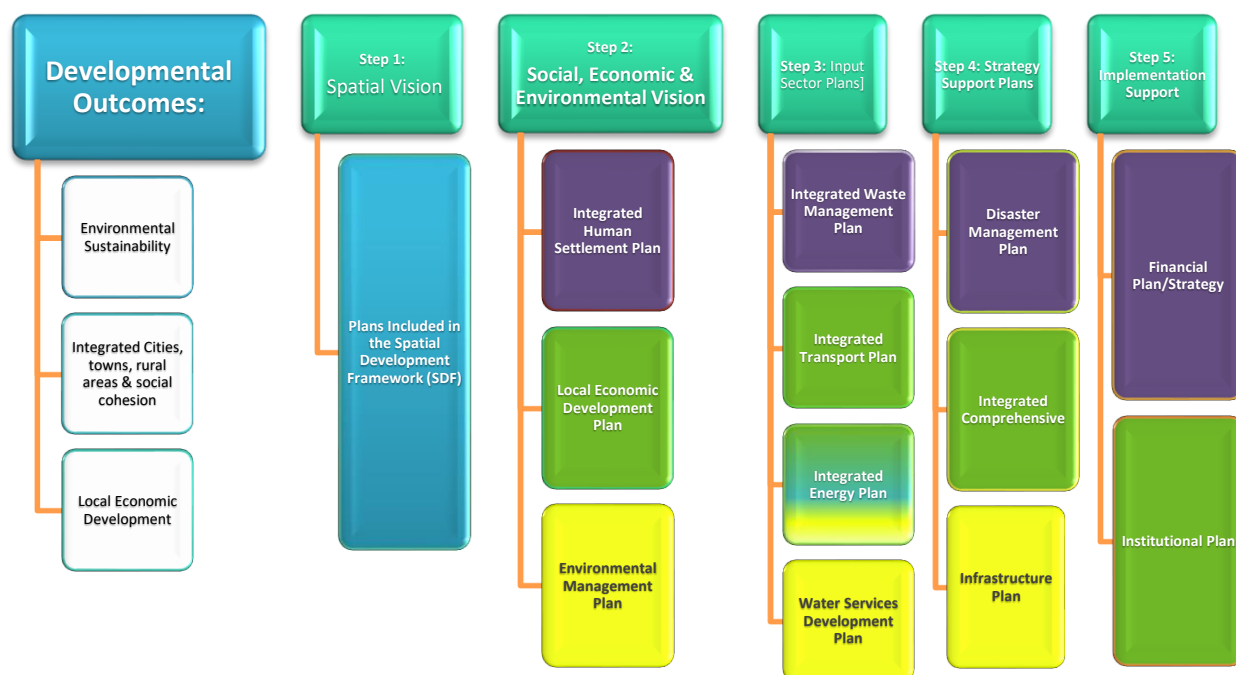 Developmental
Outcomes:
Environmental
Sustainability
Integrated Cities,
towns, rural
areas & social
cohesion
Local Economic
Development
Step 1:
Spatial Vision
Plans Included in
the Spatial
Development
Framework (SDF)
Step 2:
Social, Economic &
Environmental Vision
Integrated
Human
Settlement Plan
Local Economic
Development
Plan
Environmental
Management
Plan
Step 3: Input
Sector Plans]
Integrated Waste
Management
Plan
Integrated
Transport Plan
Integrated
Energy Plan
Water Services
Development
Plan
Step 4: Strategy
Support Plans
Disaster
Management
Plan
Integrated
Comprehensive
Infrastructure
Plan
Step 5:
Implementation
Support
Financial
Plan/Strategy
Institutional Plan